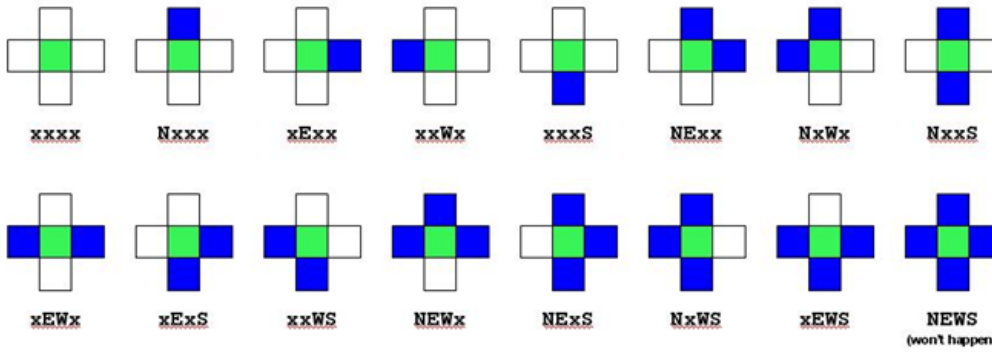 xxxx Nxxx xExx xxWx xxxS NExx NxWx NxxS
xEWx xExS xxWS NEWx NExS NxWS xEWS NEWS
(won't happen